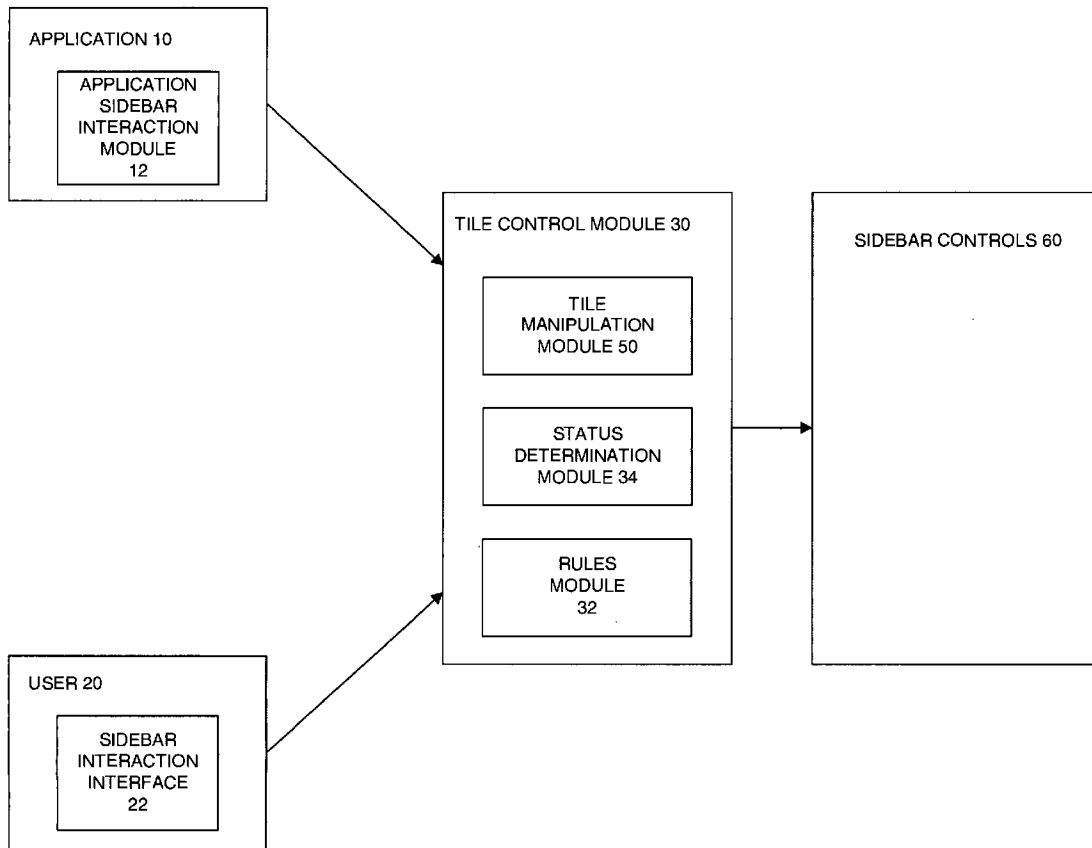 APPLICATION 10
APPLICATION
SIDEBAR
INTERACTION
MODULE
12
TILE CONTROL MODULE 30
TILE
MANIPULATION
MODULE 50
STATUS
DETERMINATION
MODULE 34
RULES
MODULE
32
SIDEBAR CONTROLS 60
USER 20
SIDEBAR
INTERACTION
INTERFACE
22